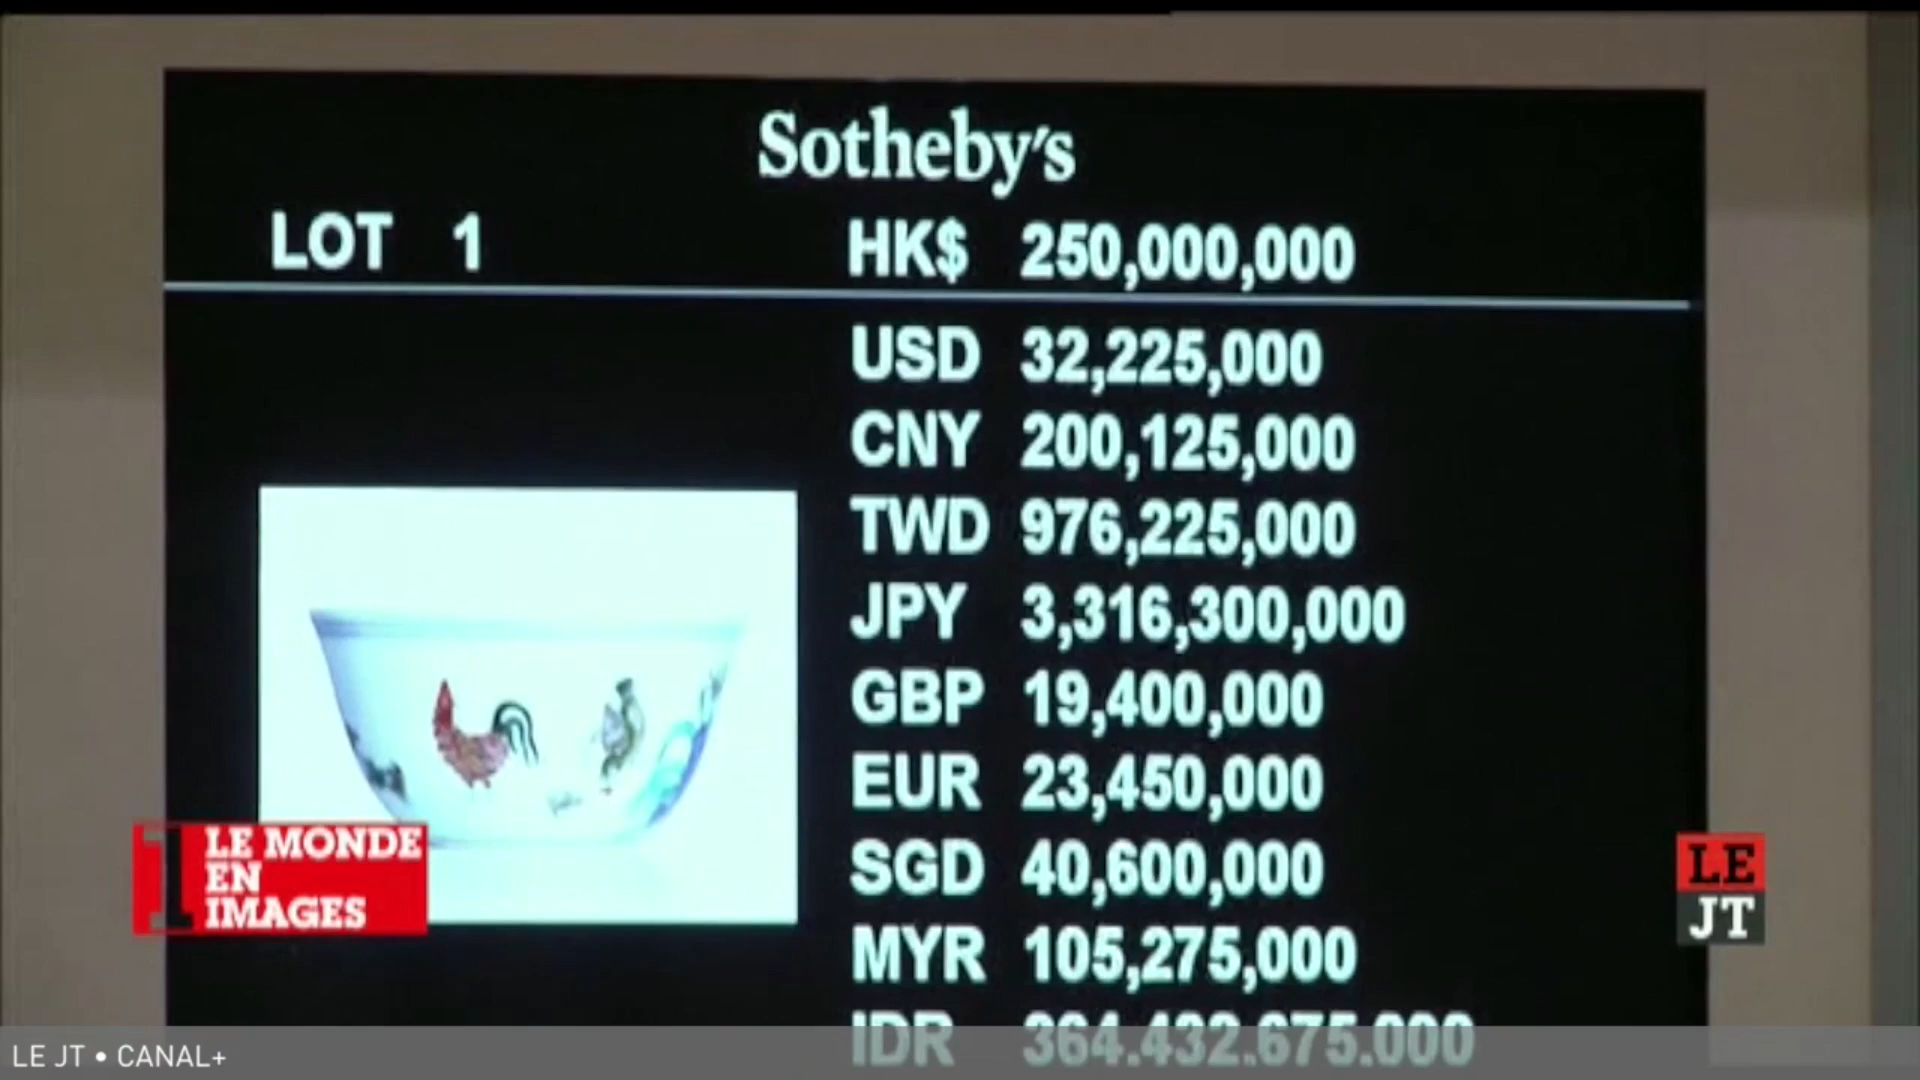 Sotheby's
LOT 1
HK$ 250,000,000
USD 32,225,000
CNY 200,125,000
TWD 976,225,000
JPY 3,316,300,000
GBP 19,400,000
EUR 23,450,000
SGD 40,600,000
MYR 105,275,000
IDR 364.432.675.000
1 LE MONDE
EN
IMAGES
LE
JT
LE JT • CANAL+